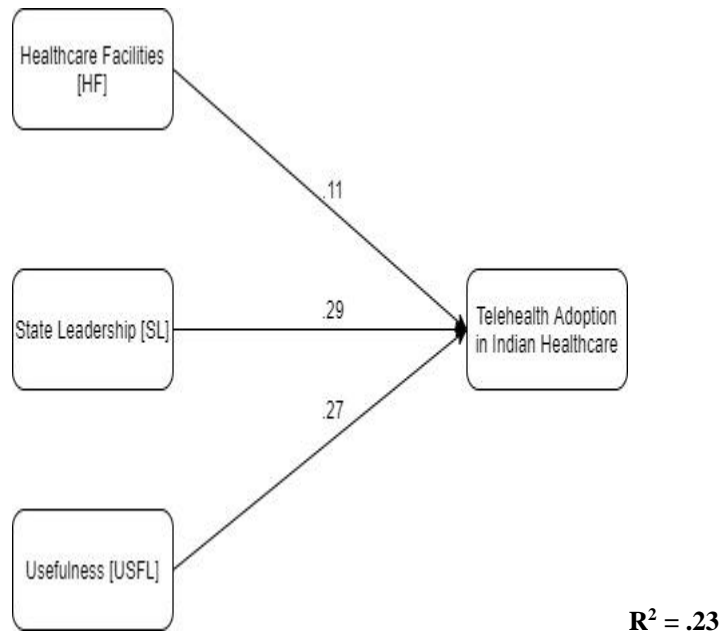 Healthcare Facilities
[HF]
.11
State Leadership [SL]
.29
Telehealth Adoption
in Indian Healthcare
.27
Usefulness [USFL]
R² = .23